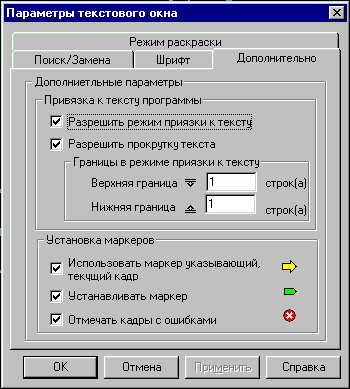 Параметры текстового окна
Режим раскраски
Поиск/Замена Шрифт Дополнительно
Дополниетльные параметры
Привязка к тексту программы
Разрешить режим приязки к тексту
Разрешить прокрутку текста
Границы в режиме приязки к тексту
Верхняя граница 1 строк(а)
Нижняя граница 1 строк(а)
Установка маркеров
Использовать маркер указывающий,
текущий кадр
Устанавливать маркер
Отмечать кадры с ошибками
OK Отмена Применить Справка